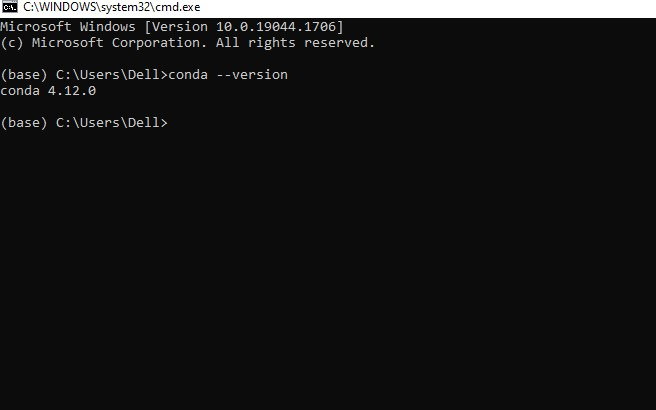 C:\WINDOWS\system32\cmd.exe
Microsoft Windows [Version 10.0.19044.1706]
(c) Microsoft Corporation. All rights reserved.
(base) C:\Users\Dell>conda --version
conda 4.12.0
(base) C:\Users\Dell>